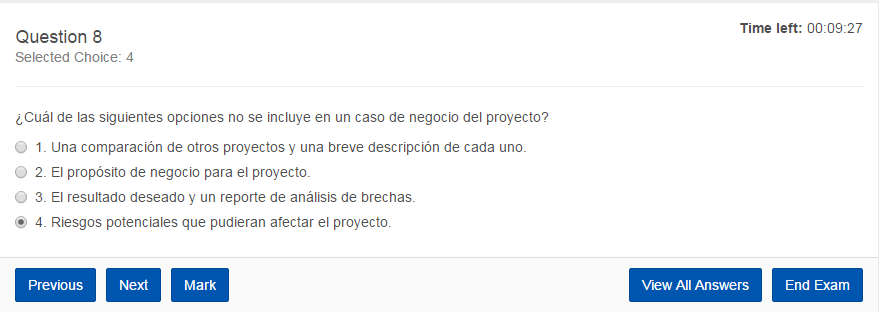 Question 8
Time left: 00:09:27
Selected Choice: 4
¿Cuál de las siguientes opciones no se incluye en un caso de negocio del proyecto?
1. Una comparación de otros proyectos y una breve descripción de cada uno.
2. El propósito de negocio para el proyecto.
3. El resultado deseado y un reporte de análisis de brechas.
4. Riesgos potenciales que pudieran afectar el proyecto.
Previous Next Mark View All Answers End Exam